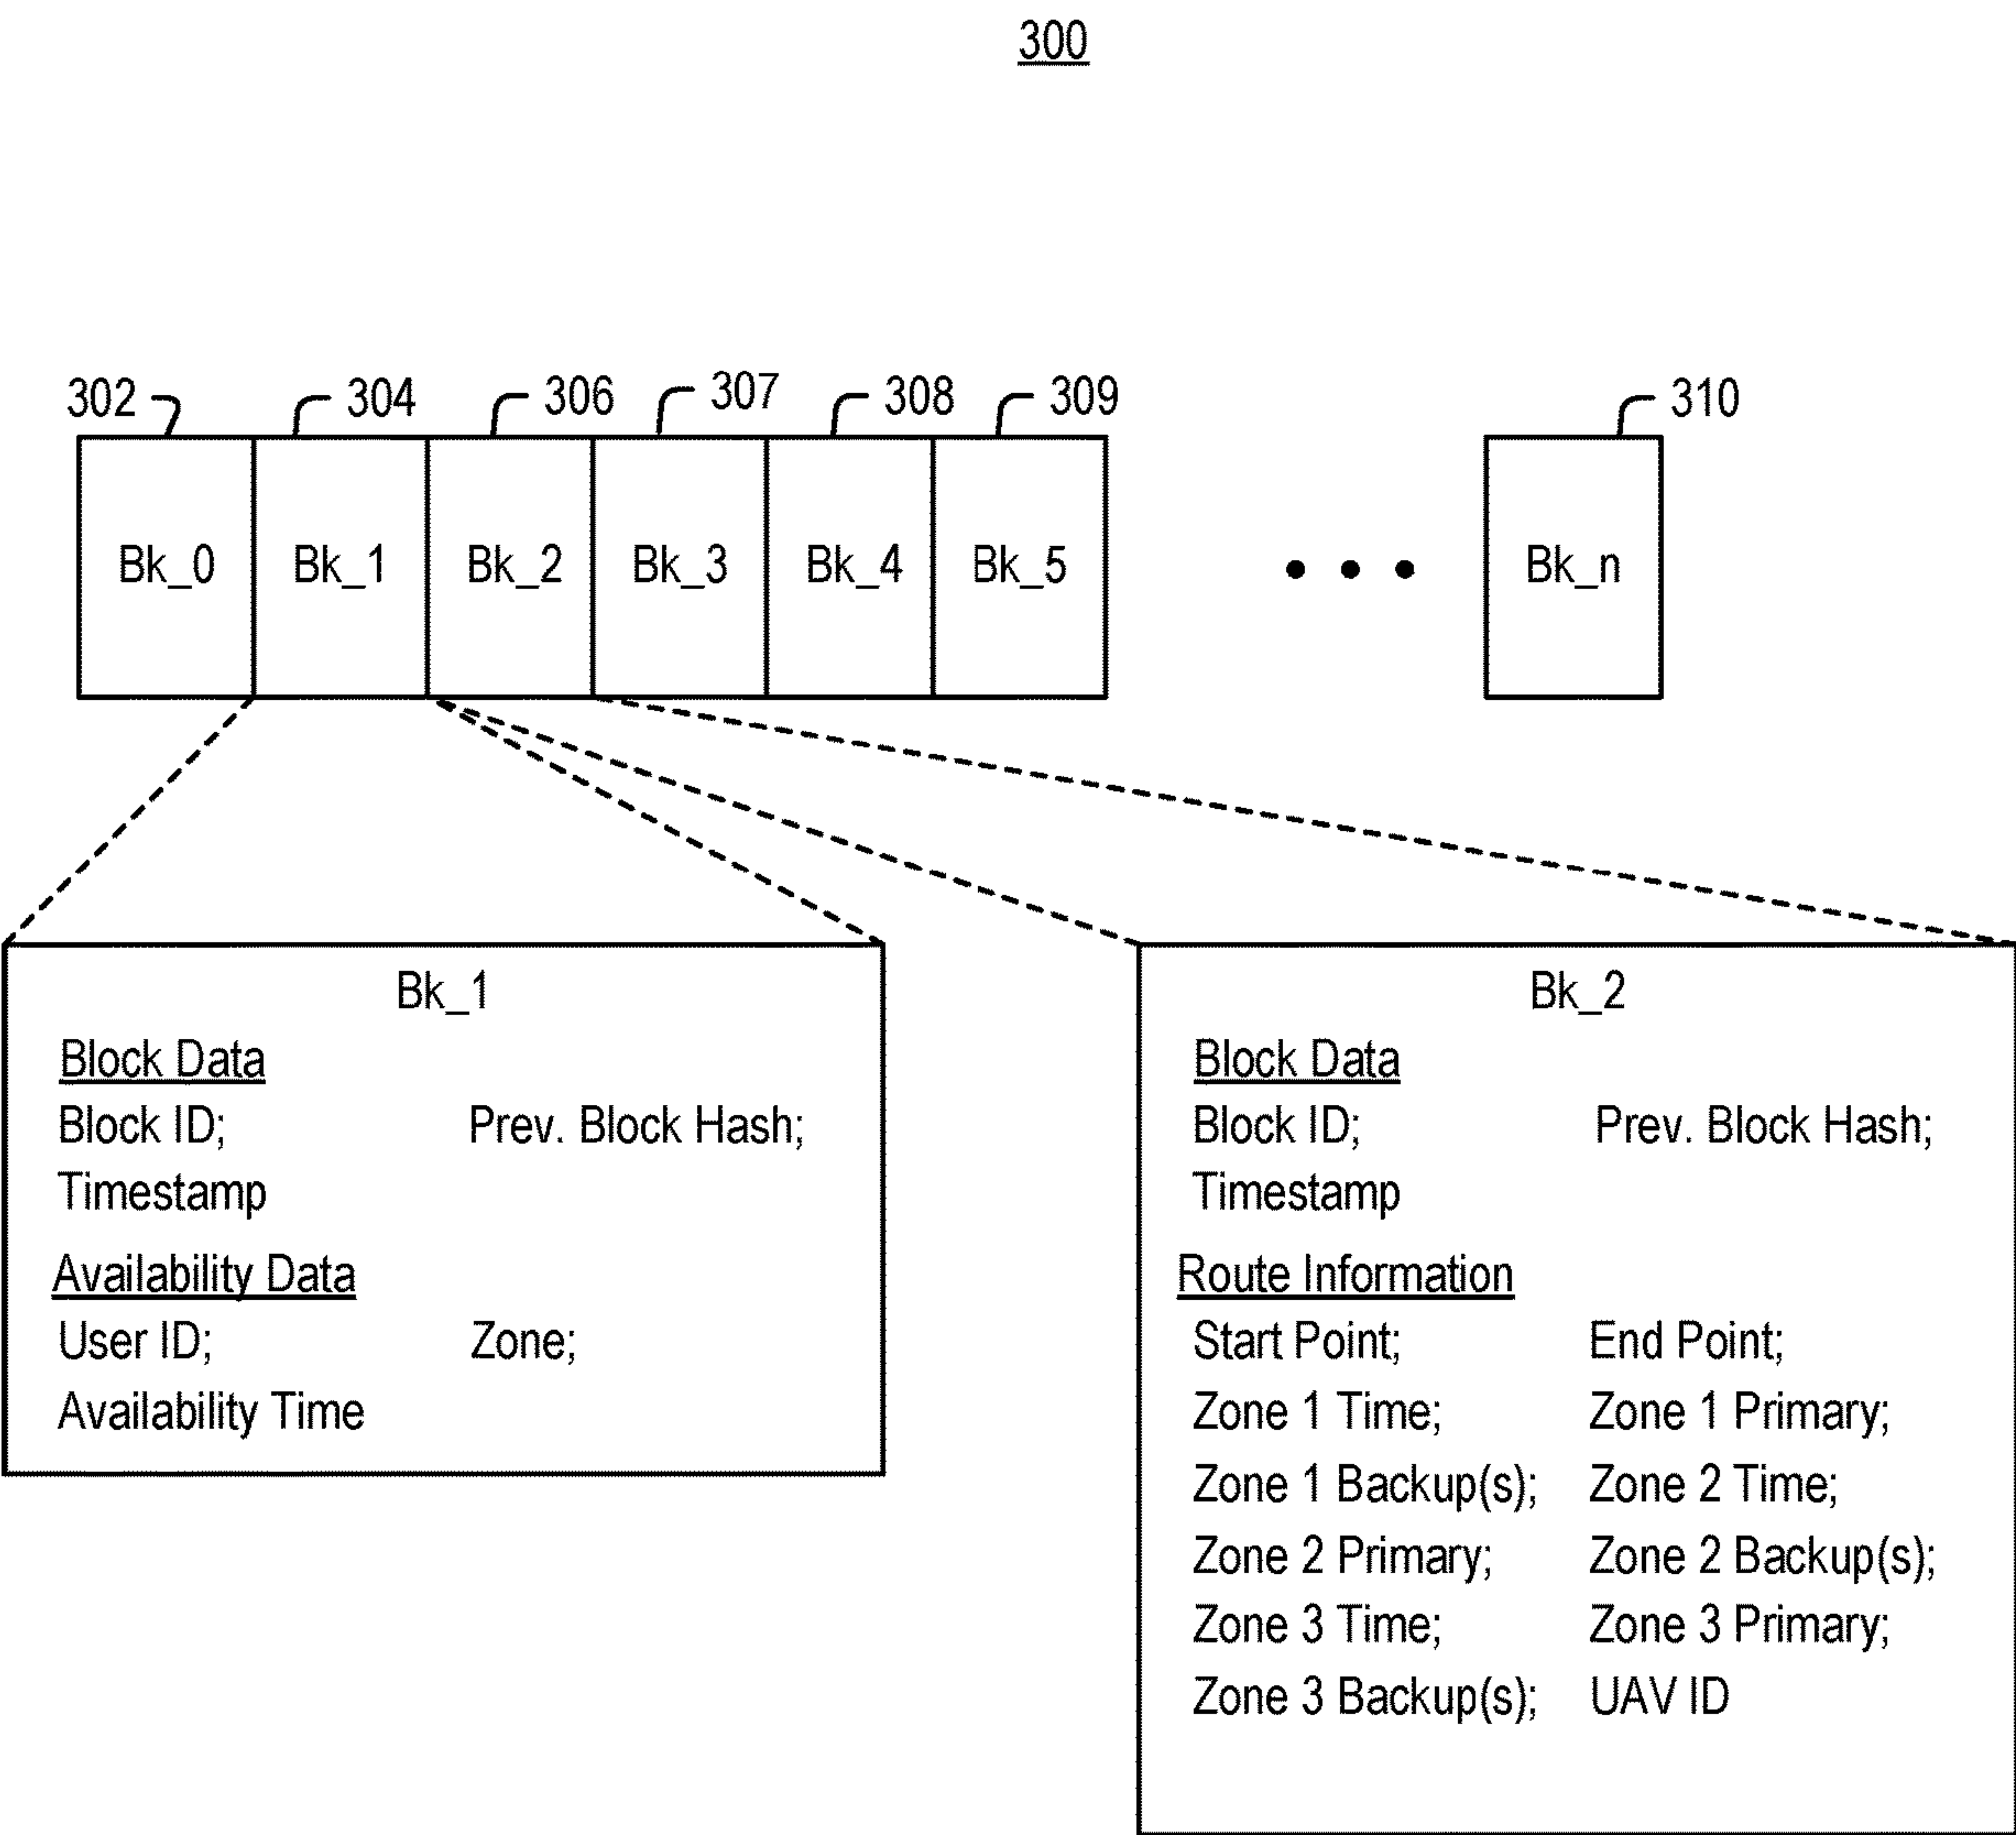 300
302 304 306 307 308 309 310
Bk_0 Bk_1 Bk_2 Bk_3 Bk_4 Bk_5 Bk_n
Bk_1
Block Data
Block ID; Prev. Block Hash;
Timestamp
Availability Data
User ID; Zone;
Availability Time
Bk_2
Block Data
Block ID; Prev. Block Hash;
Timestamp
Route Information
Start Point; End Point;
Zone 1 Time; Zone 1 Primary;
Zone 1 Backup(s); Zone 2 Time;
Zone 2 Primary; Zone 2 Backup(s);
Zone 3 Time; Zone 3 Primary;
Zone 3 Backup(s); UAV ID